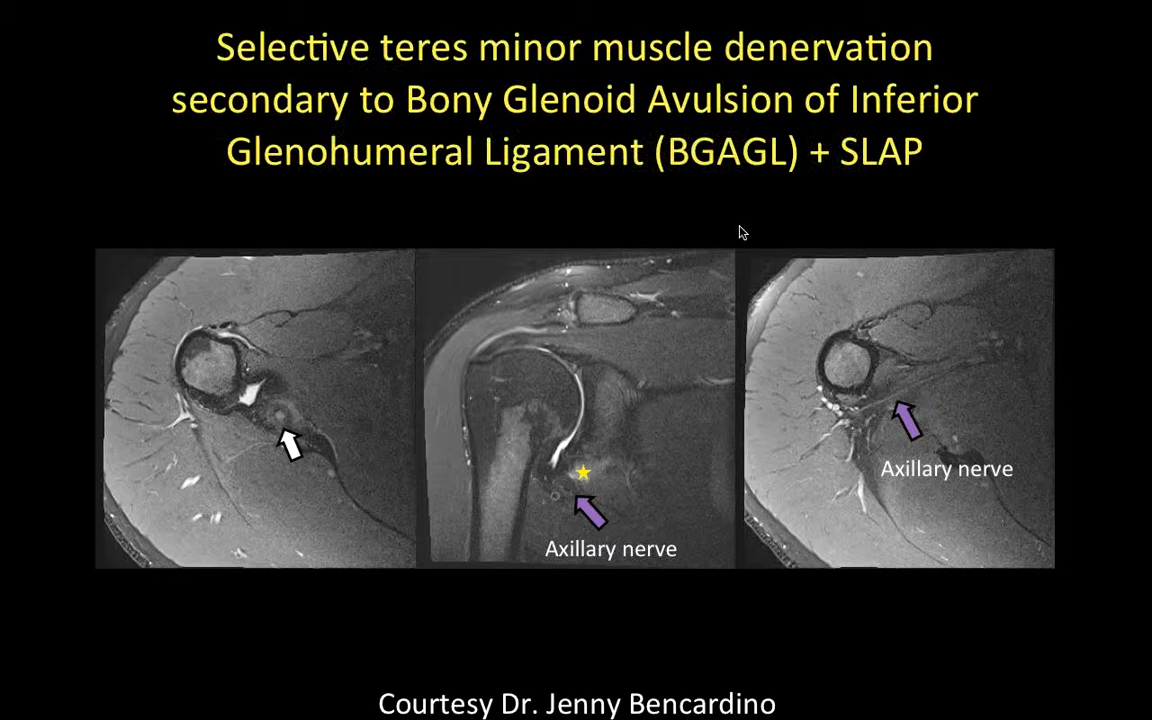 Selective teres minor muscle denervation
secondary to Bony Glenoid Avulsion of Inferior
Glenohumeral Ligament (BGAGL) + SLAP
Axillary nerve
Axillary nerve
Courtesy Dr. Jenny Bencardino